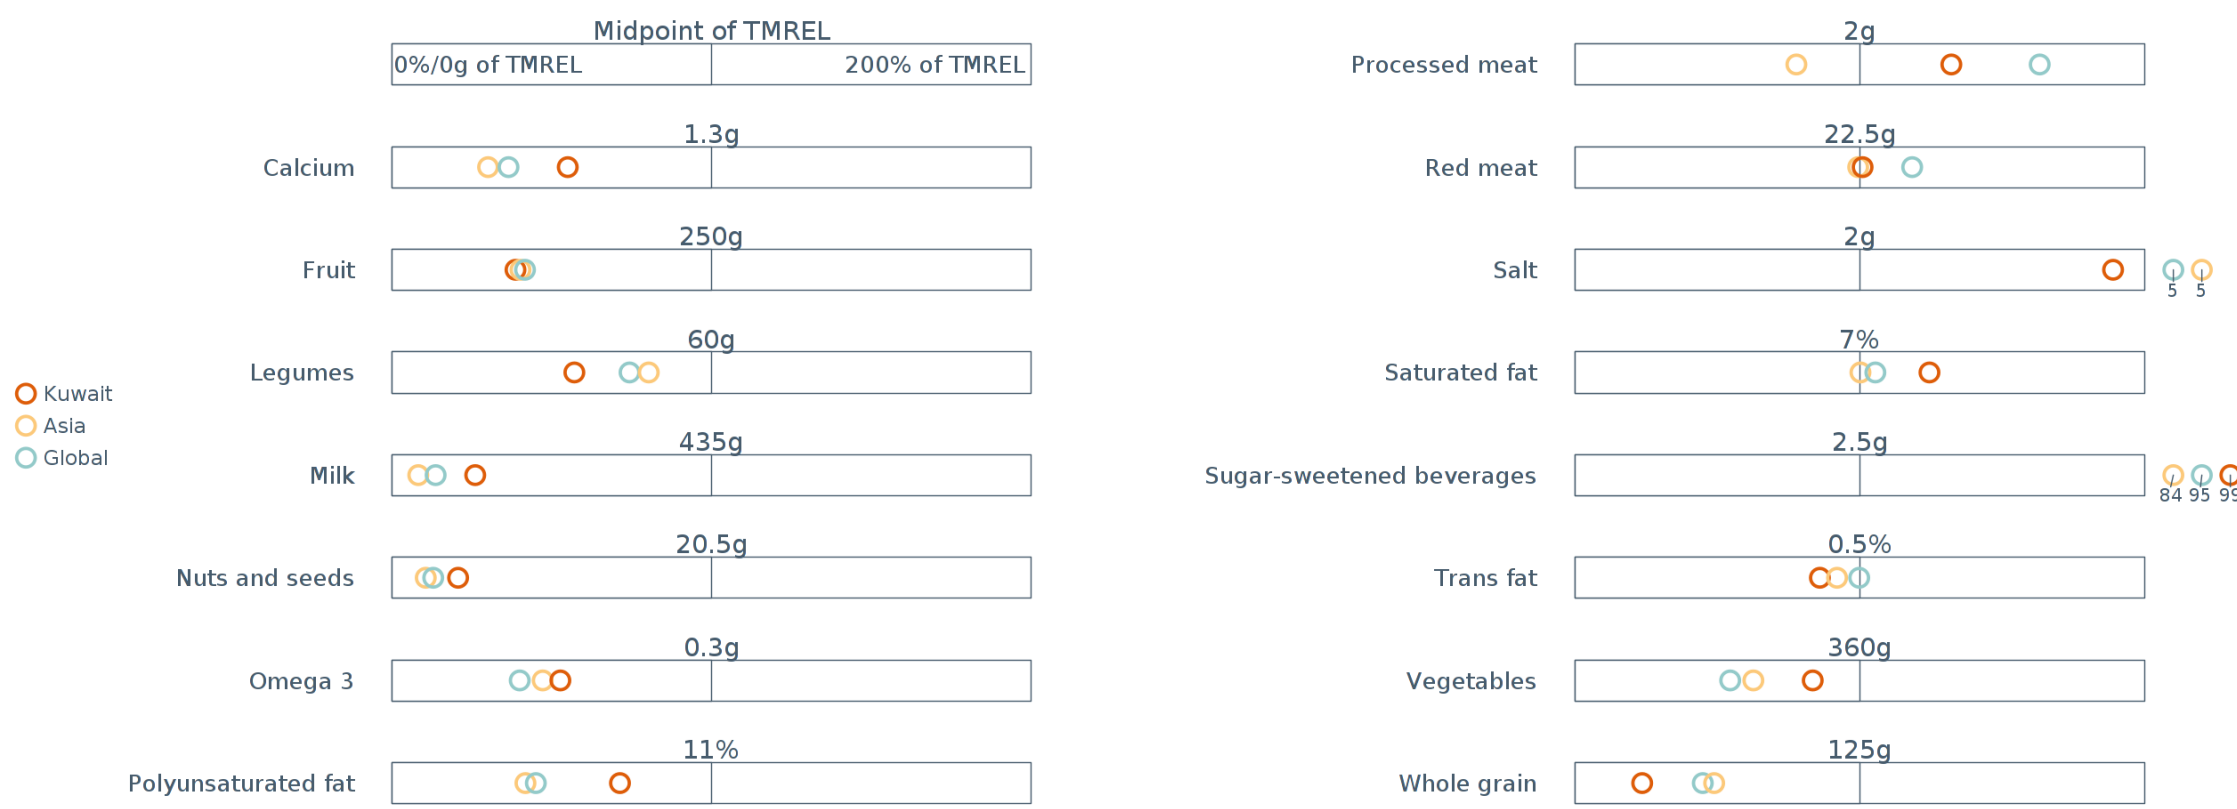 Midpoint of TMREL
0%/0g of TMREL 200% of TMREL
1.3g
Calcium
250g
Fruit
60g
Legumes
435g
Milk
20.5g
Nuts and seeds
0.3g
Omega 3
11%
Polyunsaturated fat
Kuwait
Asia
Global
2g
Processed meat
22.5g
Red meat
2g
Salt
5 5
7%
Saturated fat
2.5g
Sugar-sweetened beverages
84 95 99
0.5%
Trans fat
360g
Vegetables
125g
Whole grain